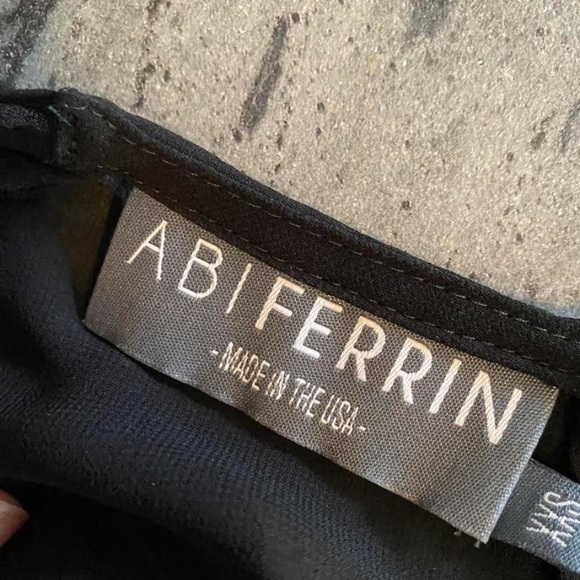 ABI FERRIN
- MADE IN THE USA -